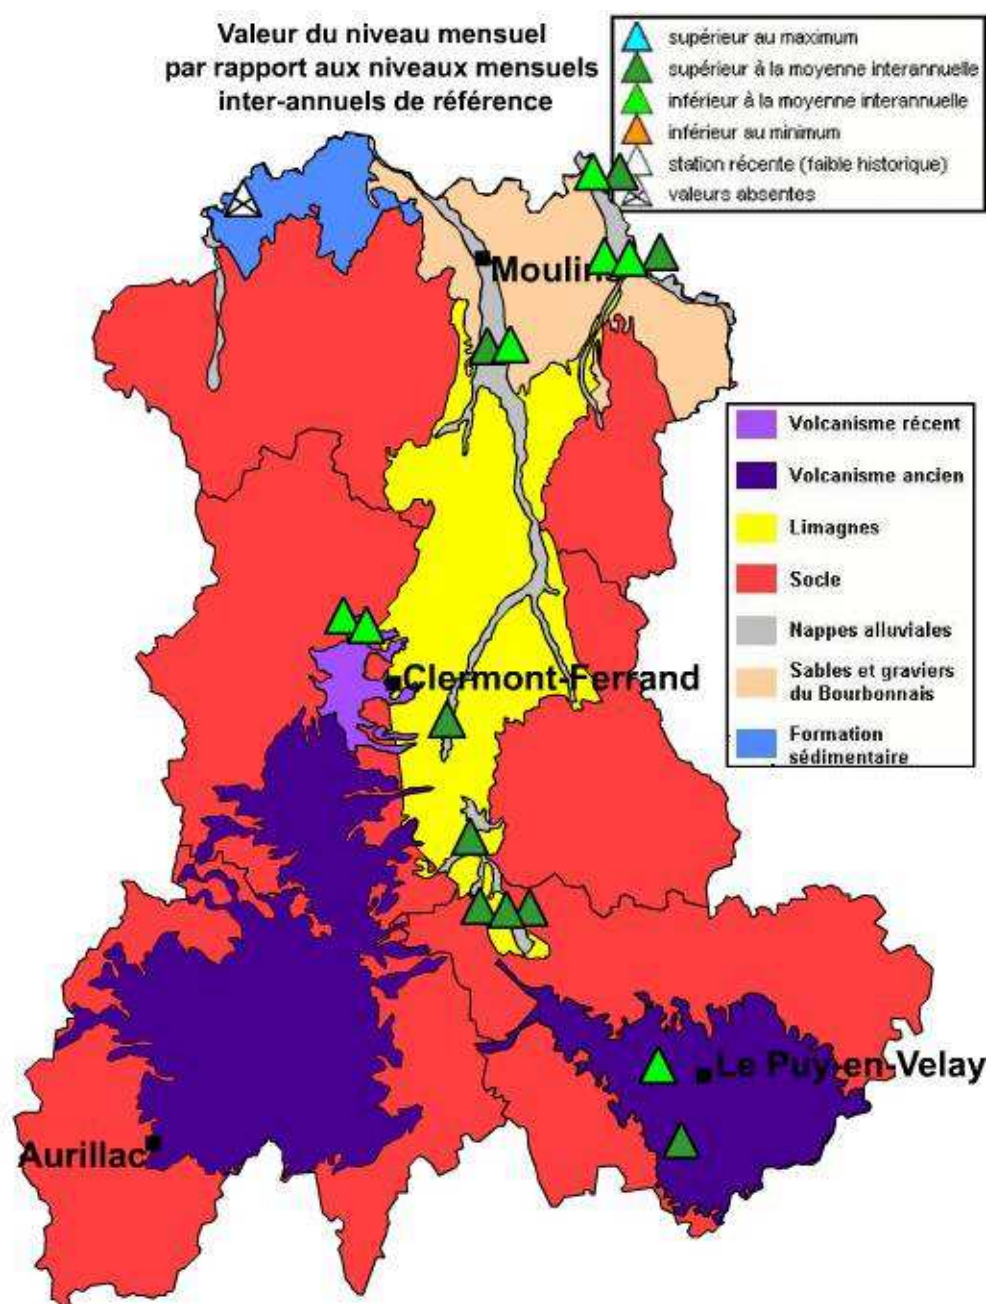 Valeur du niveau mensuel
par rapport aux niveaux mensuels
inter-annuels de référence
supérieur au maximum
supérieur à la moyenne interannuelle
inférieur à la moyenne interannuelle
inférieur au minimum
station récente (faible historique)
valeurs absentes
Moulins
Volcanisme récent
Volcanisme ancien
Limagnes
Socle
Nappes alluviales
Sables et graviers
du Bourbonnais
Formation
sédimentaire
Clermont-Ferrand
Le Puy-en-Velay
Aurillac